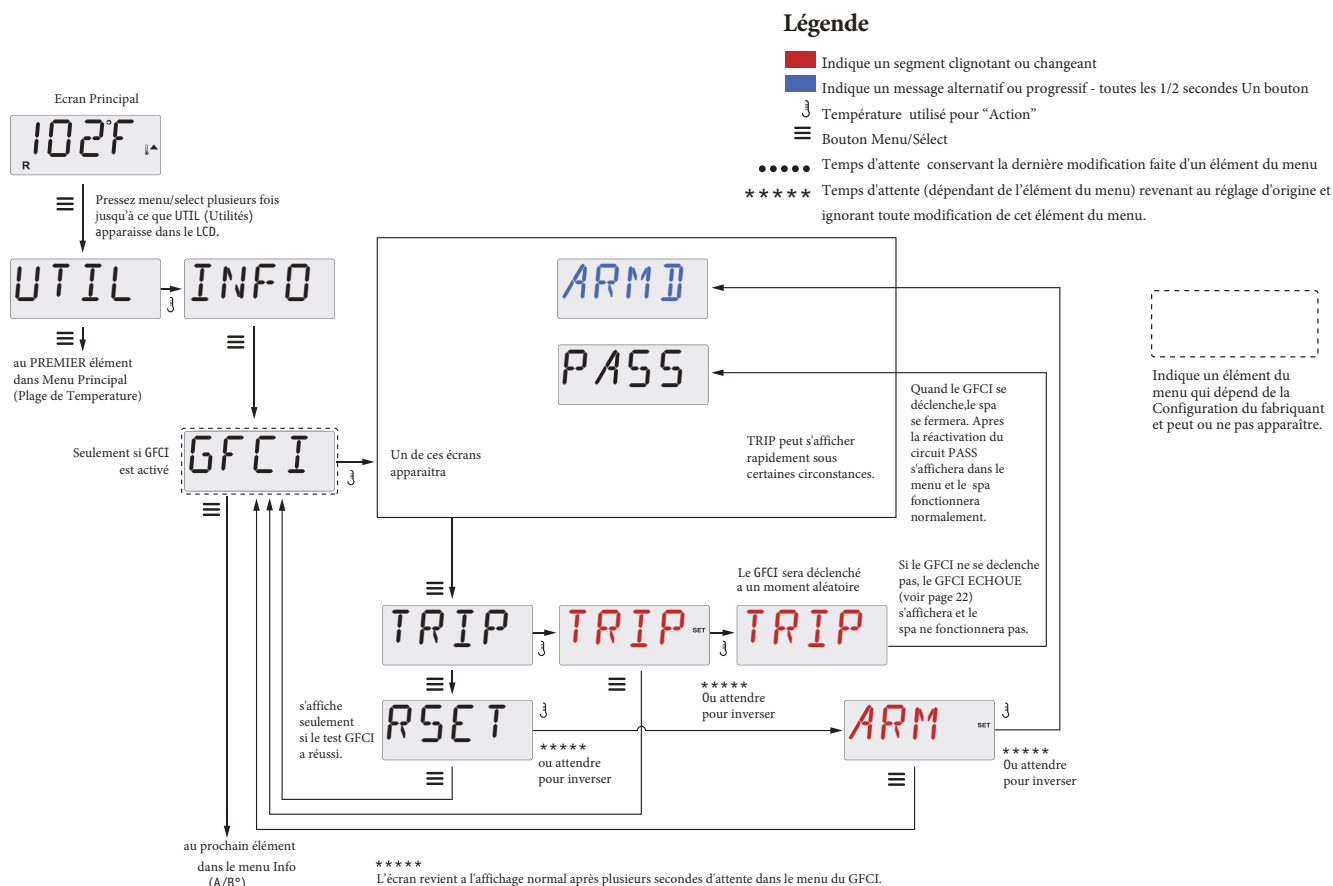 Légende
Indique un segment clignotant ou changeant
Indique un message alternatif ou progressif - toutes les 1/2 secondes Un bouton
Température utilisé pour “Action”
Bouton Menu/Sélect
Temps d'attente conservant la dernière modification faite d'un élément du menu
***** Temps d'attente (dépendant de l'élément du menu) revenant au réglage d'origine et
ignorant toute modification de cet élément du menu.
Ecran Principal
102°F
R
Pressez menu/select plusieurs fois
jusqu'à ce que UTIL (Utilités)
apparaisse dans le LCD.
UTIL
INFO
au PREMIER élément
dans Menu Principal
(Plage de Temperature)
ARMD
PASS
Indique un élément du
menu qui dépend de la
Configuration du fabriquant
et peut ou ne pas apparaître.
Seulement si GFCI
est activé
GFCI
Un de ces écrans
apparaitra
TRIP peut s'afficher
rapidement sous
certaines circonstances.
Quand le GFCI se
déclenche,le spa
se fermera. Apres
la réactivation du
circuit PASS
s'affichera dans le
menu et le spa
fonctionnera
normalement.
Le GFCI sera déclenché
a un moment aléatoire
Si le GFCI ne se declenche
pas, le GFCI ECHOUE
(voir page 22)
s'affichera et le
spa ne fonctionnera pas.
TRIP
TRIP SET
TRIP
*****
Ou attendre
pour inverser
s'affiche
seulement
si le test GFCI
a réussi.
RSET
*****
ou attendre
pour inverser
ARM SET
*****
Ou attendre
pour inverser
au prochain élément
dans le menu Info
(A/B°)
*****
L'écran revient a l'affichage normal après plusieurs secondes d'attente dans le menu du GFCI.